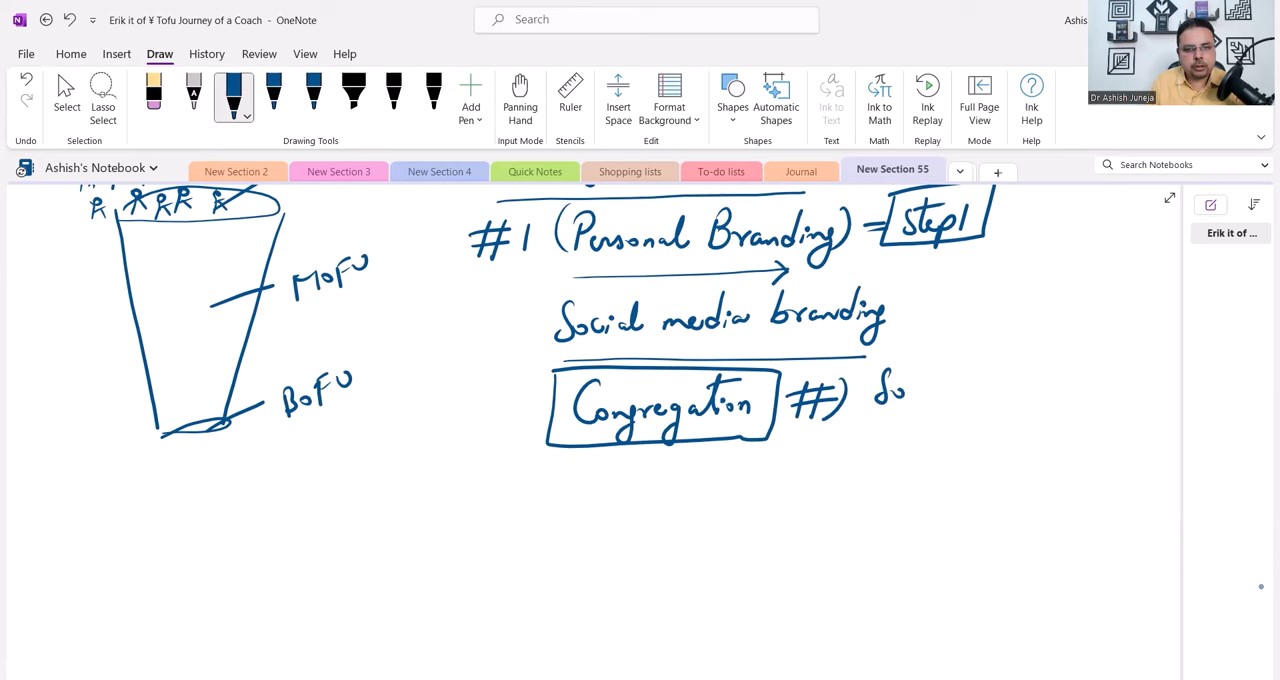 Erik it of ¥ Tofu Journey of a Coach - OneNote
Search
Ashis
File Home Insert Draw History Review View Help
Undo
Select
Lasso Select
Add Pen
Panning Hand
Ruler
Insert Space
Format Background
Shapes
Automatic Shapes
Ink to Text
Ink to Math
Ink Replay
Full Page View
Ink Help
Undo Selection Drawing Tools Input Mode Stencils Edit Shapes Text Math Replay Mode Help
Dr Ashish Juneja
Ashish's Notebook
New Section 2
New Section 3
New Section 4
Quick Notes
Shopping lists
To-do lists
Journal
New Section 55
Search Notebooks
Erik it of ...
#1 (Personal Branding) = Step1
MOFU
Social media branding
BOFU
Congregation #) So